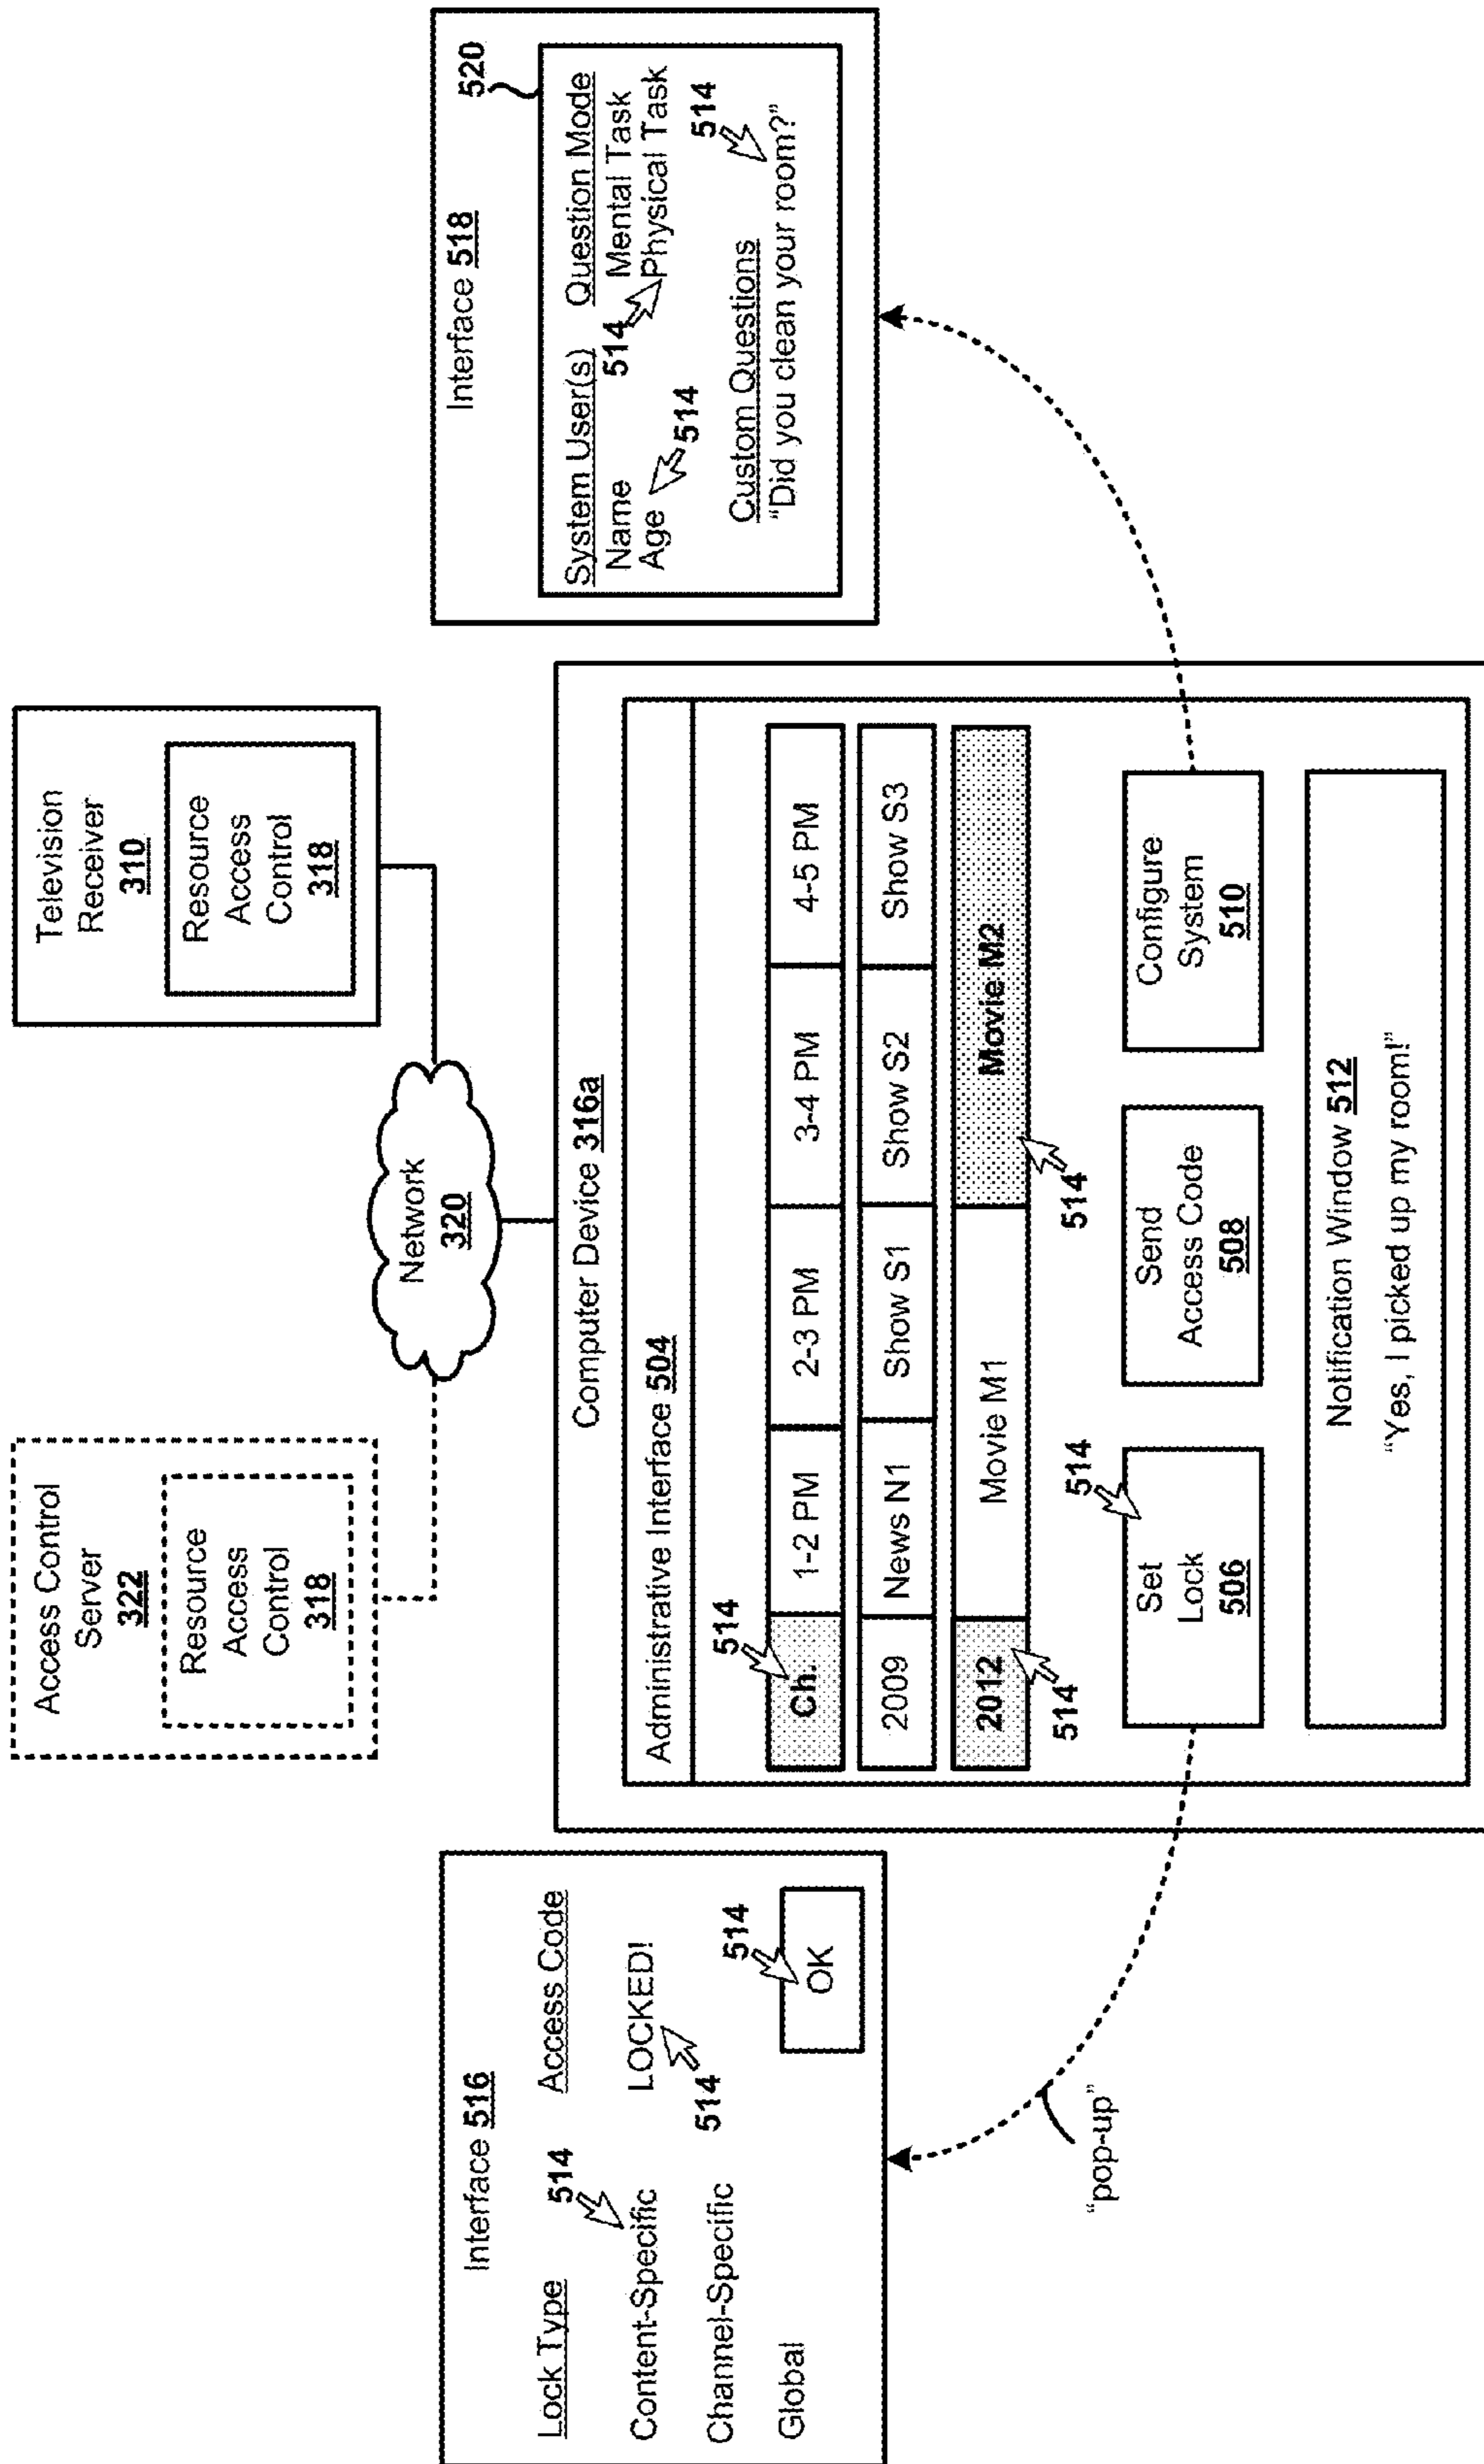 Access Control
Server
322
Resource
Access
Control
318
Television
Receiver
310
Resource
Access
Control
318
Network
320
Interface 516
Lock Type
Access Code
514
Content-Specific
LOCKED!
514
Channel-Specific
Global
514
OK
"pop-up"
Computer Device 316a
Administrative Interface 504
514
Ch.
1-2 PM
2-3 PM
3-4 PM
4-5 PM
2009
News N1
Show S1
Show S2
Show S3
2012
Movie M1
Movie M2
514
514
514
Set
Lock
506
Send
Access Code
508
Configure
System
510
Notification Window 512
"Yes, I picked up my room!"
Interface 518
520
System User(s)
Question Mode
Name
514
Mental Task
Age
Physical Task
514
514
Custom Questions
"Did you clean your room?"